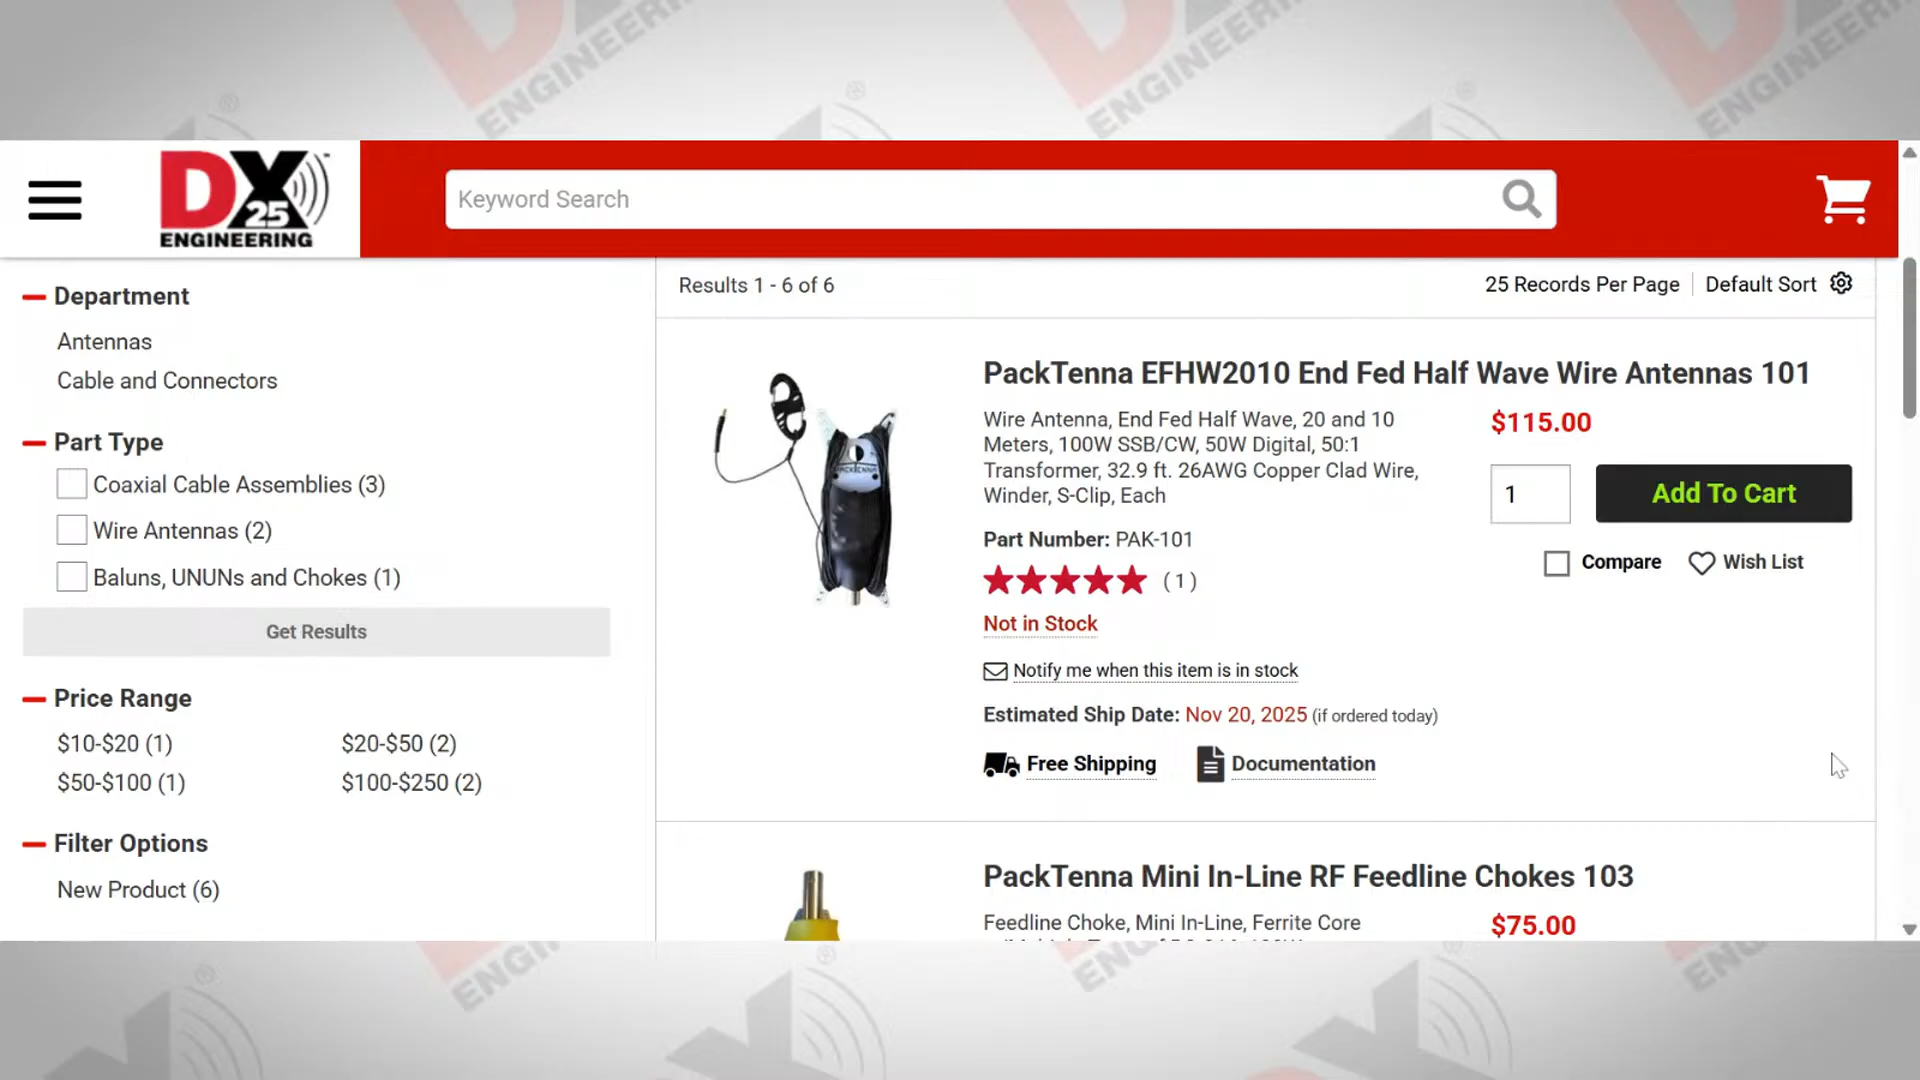 DX
25
ENGINEERING
Keyword Search
Department
Antennas
Cable and Connectors
Part Type
Coaxial Cable Assemblies (3)
Wire Antennas (2)
Baluns, UNUNs and Chokes (1)
Get Results
Price Range
$10-$20 (1)
$20-$50 (2)
$50-$100 (1)
$100-$250 (2)
Filter Options
New Product (6)
Results 1 - 6 of 6
25 Records Per Page
Default Sort
PackTenna EFHW2010 End Fed Half Wave Wire Antennas 101
Wire Antenna, End Fed Half Wave, 20 and 10
Meters, 100W SSB/CW, 50W Digital, 50:1
Transformer, 32.9 ft. 26AWG Copper Clad Wire,
Winder, S-Clip, Each
$115.00
1
Add To Cart
Compare
Wish List
Part Number: PAK-101
(1)
Not in Stock
Notify me when this item is in stock
Estimated Ship Date: Nov 20, 2025 (if ordered today)
Free Shipping
Documentation
PackTenna Mini In-Line RF Feedline Chokes 103
Feedline Choke, Mini In-Line, Ferrite Core
$75.00